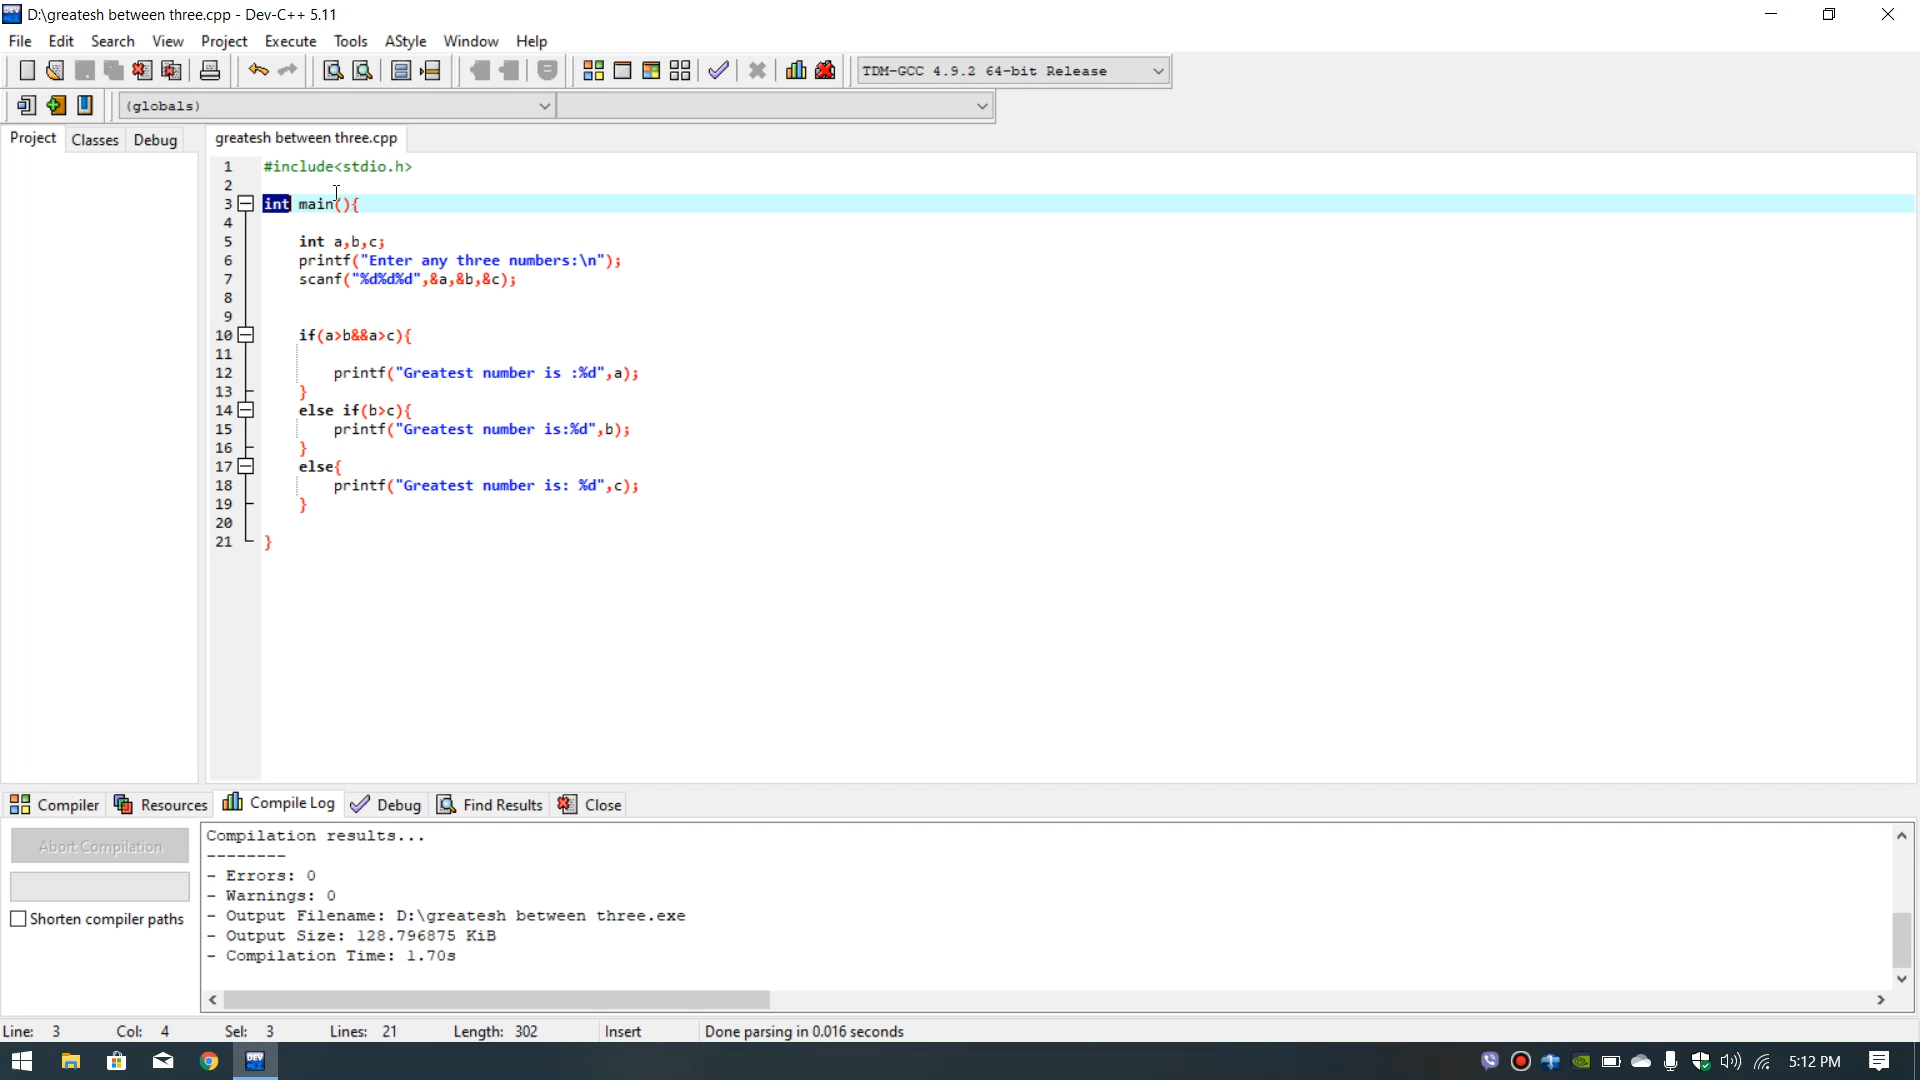 D:\greatesh between three.cpp - Dev-C++ 5.11
File Edit Search View Project Execute Tools AStyle Window Help
TDM-GCC 4.9.2 64-bit Release
(globals)
Project Classes Debug greatesh between three.cpp
1 #include<stdio.h>
2
3 int main(){
4
5 int a,b,c;
6 printf("Enter any three numbers:\n");
7 scanf("%d%d%d",&a,&b,&c);
8
9
10 if(a>b&&a>c){
11
12 printf("Greatest number is :%d",a);
13 }
14 else if(b>c){
15 printf("Greatest number is:%d",b);
16 }
17 else{
18 printf("Greatest number is: %d",c);
19 }
20
21 }
Compiler Resources Compile Log Debug Find Results Close
Abort Compilation
Shorten compiler paths
Compilation results...
--------
- Errors: 0
- Warnings: 0
- Output Filename: D:\greatesh between three.exe
- Output Size: 128.796875 KiB
- Compilation Time: 1.70s
Line: 3 Col: 4 Sel: 3 Lines: 21 Length: 302 Insert Done parsing in 0.016 seconds
DEV 5:12 PM